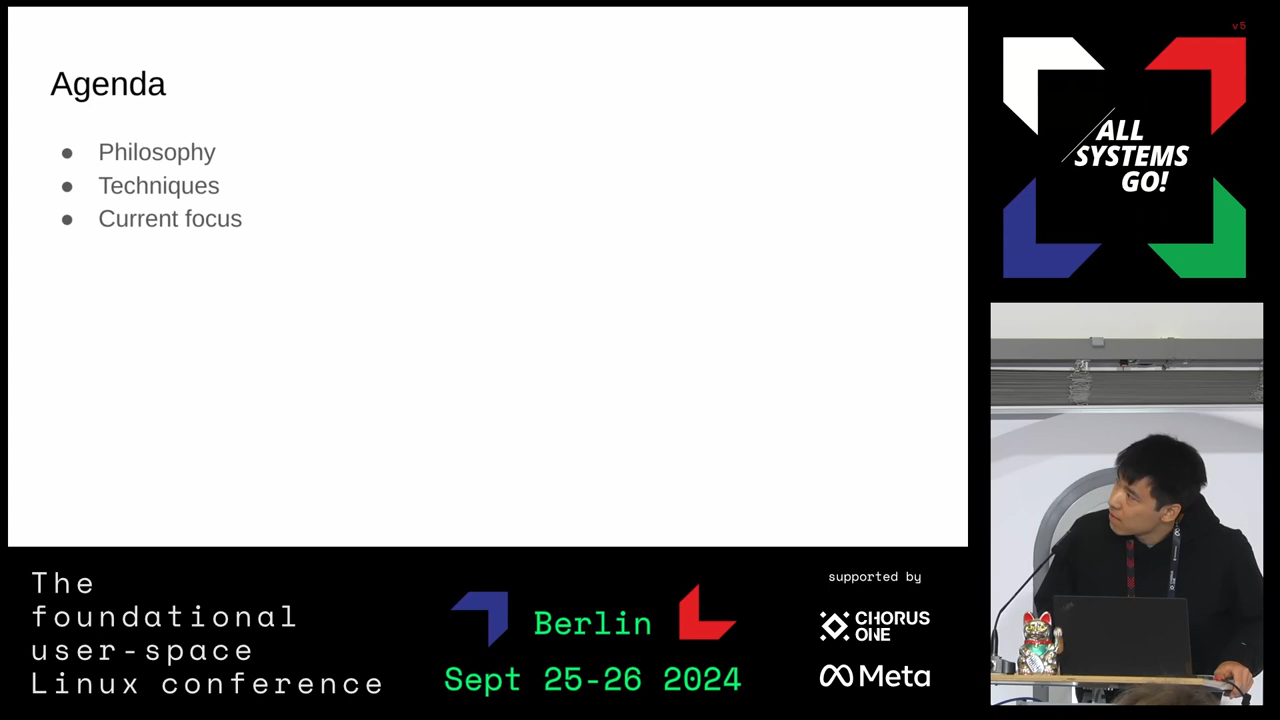 Agenda
● Philosophy
● Techniques
● Current focus
v5
ALL
SYSTEMS
GO!
The
foundational
user-space
Linux conference
Berlin
Sept 25-26 2024
supported by
CHORUS
ONE
Meta